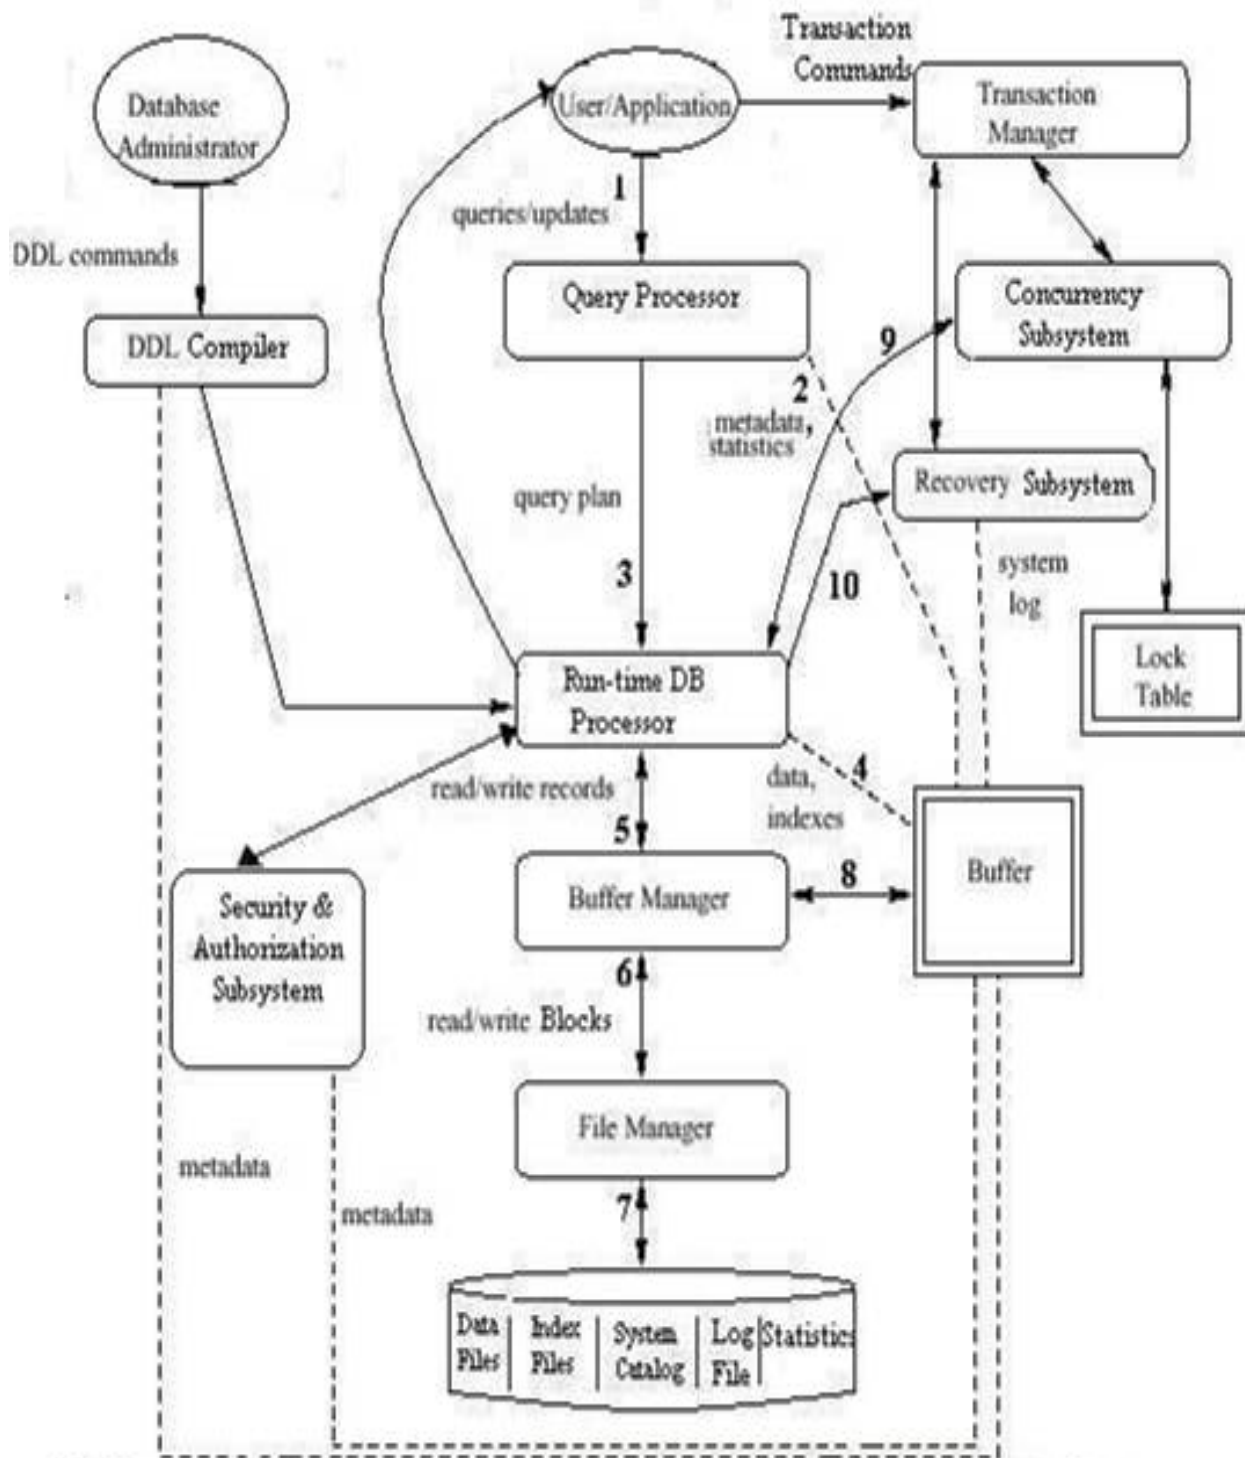 Transaction
Commands
Database
Administrator
User/Application
Transaction
Manager
1
queries/updates
DDL commands
Query Processor
Concurrency
Subsystem
DDL Compiler
9
2
metadata,
statistics
query plan
Recovery Subsystem
3
10
system
log
Lock
Table
Run-time DB
Processor
read/write records
data,
indexes
4
5
Buffer Manager
8
Buffer
Security &
Authorization
Subsystem
6
read/write Blocks
File Manager
metadada
metadada
7
Data
Files
Index
Files
System
Catalog
Log
File
Statistics